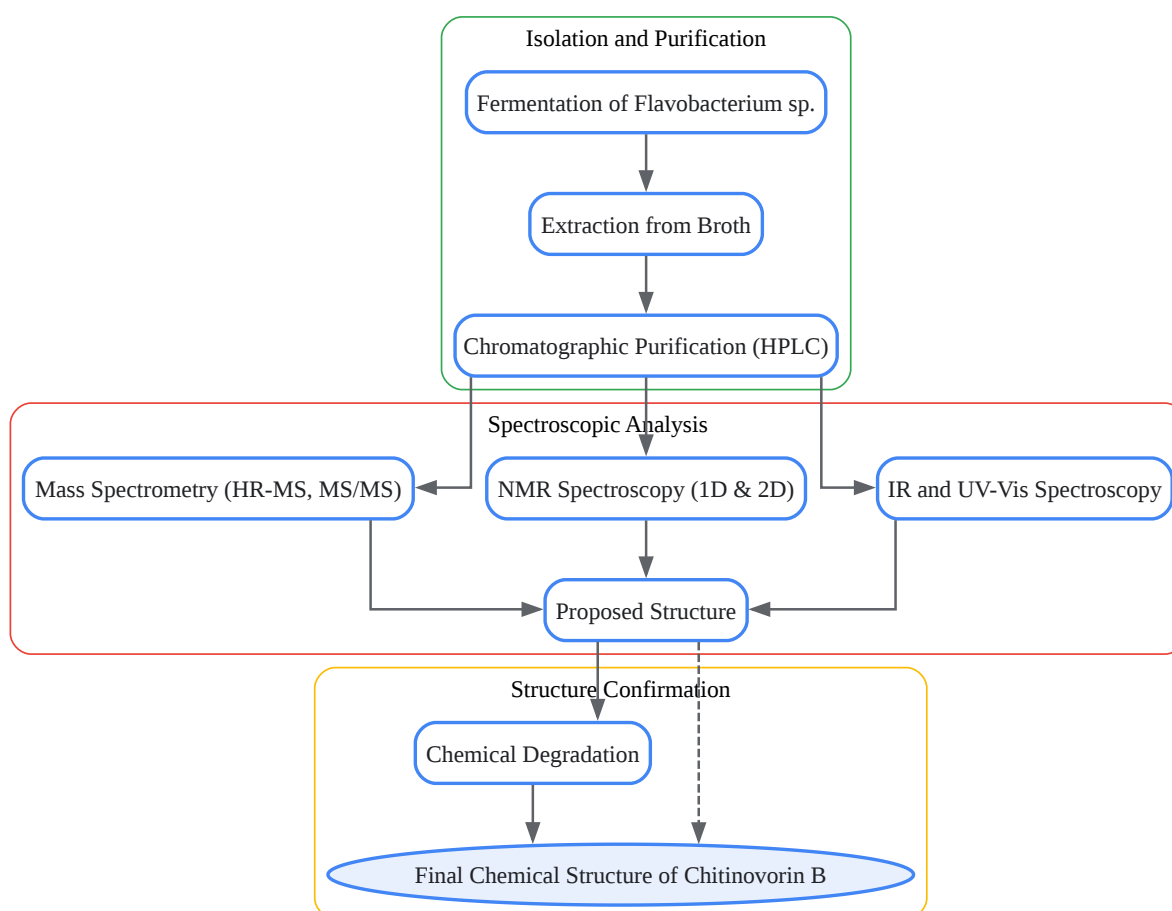 Isolation and Purification
Fermentation of Flavobacterium sp.
Extraction from Broth
Chromatographic Purification (HPLC)
Spectroscopic Analysis
Mass Spectrometry (HR-MS, MS/MS)
NMR Spectroscopy (1D & 2D)
IR and UV-Vis Spectroscopy
Proposed Structure
Structure Confirmation
Chemical Degradation
Final Chemical Structure of Chitinovorin B